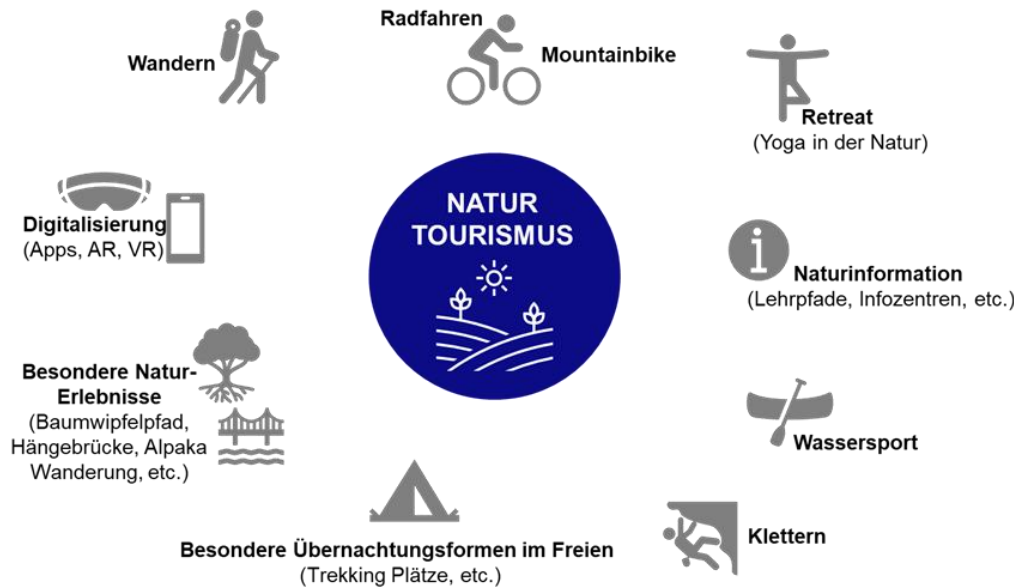 NATUR
TOURISMUS
Wandern
Radfahren
Mountainbike
Retreat
(Yoga in der Natur)
Naturinformation
(Lehrpfade, Infozentren, etc.)
Wassersport
Klettern
Besondere Übernachtungsformen im Freien
(Trekking Plätze, etc.)
Besondere Natur-
Erlebnisse
(Baumwipfelpfad,
Hängebrücke, Alpaka
Wanderung, etc.)
Digitalisierung
(Apps, AR, VR)